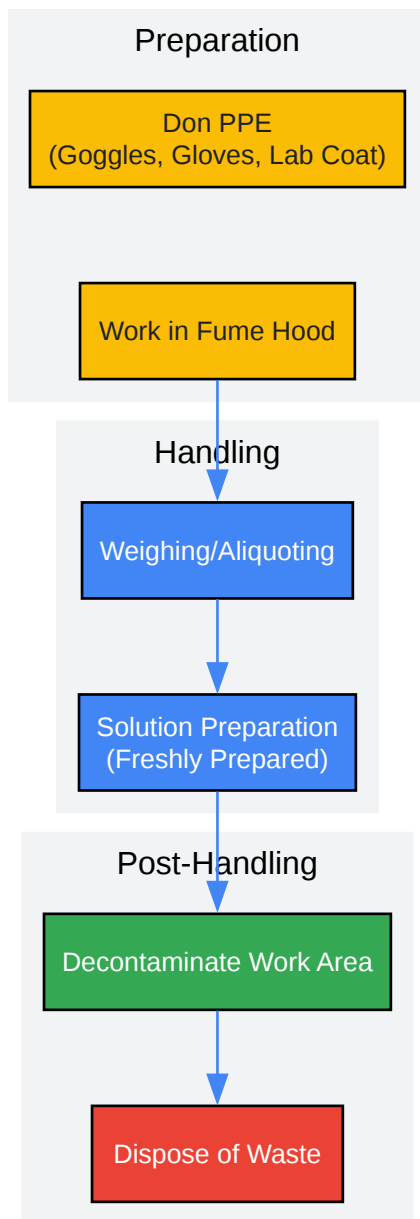 Preparation
Don PPE
(Goggles, Gloves, Lab Coat)
Work in Fume Hood
Handling
Weighing/Aliquoting
Solution Preparation
(Freshly Prepared)
Post-Handling
Decontaminate Work Area
Dispose of Waste